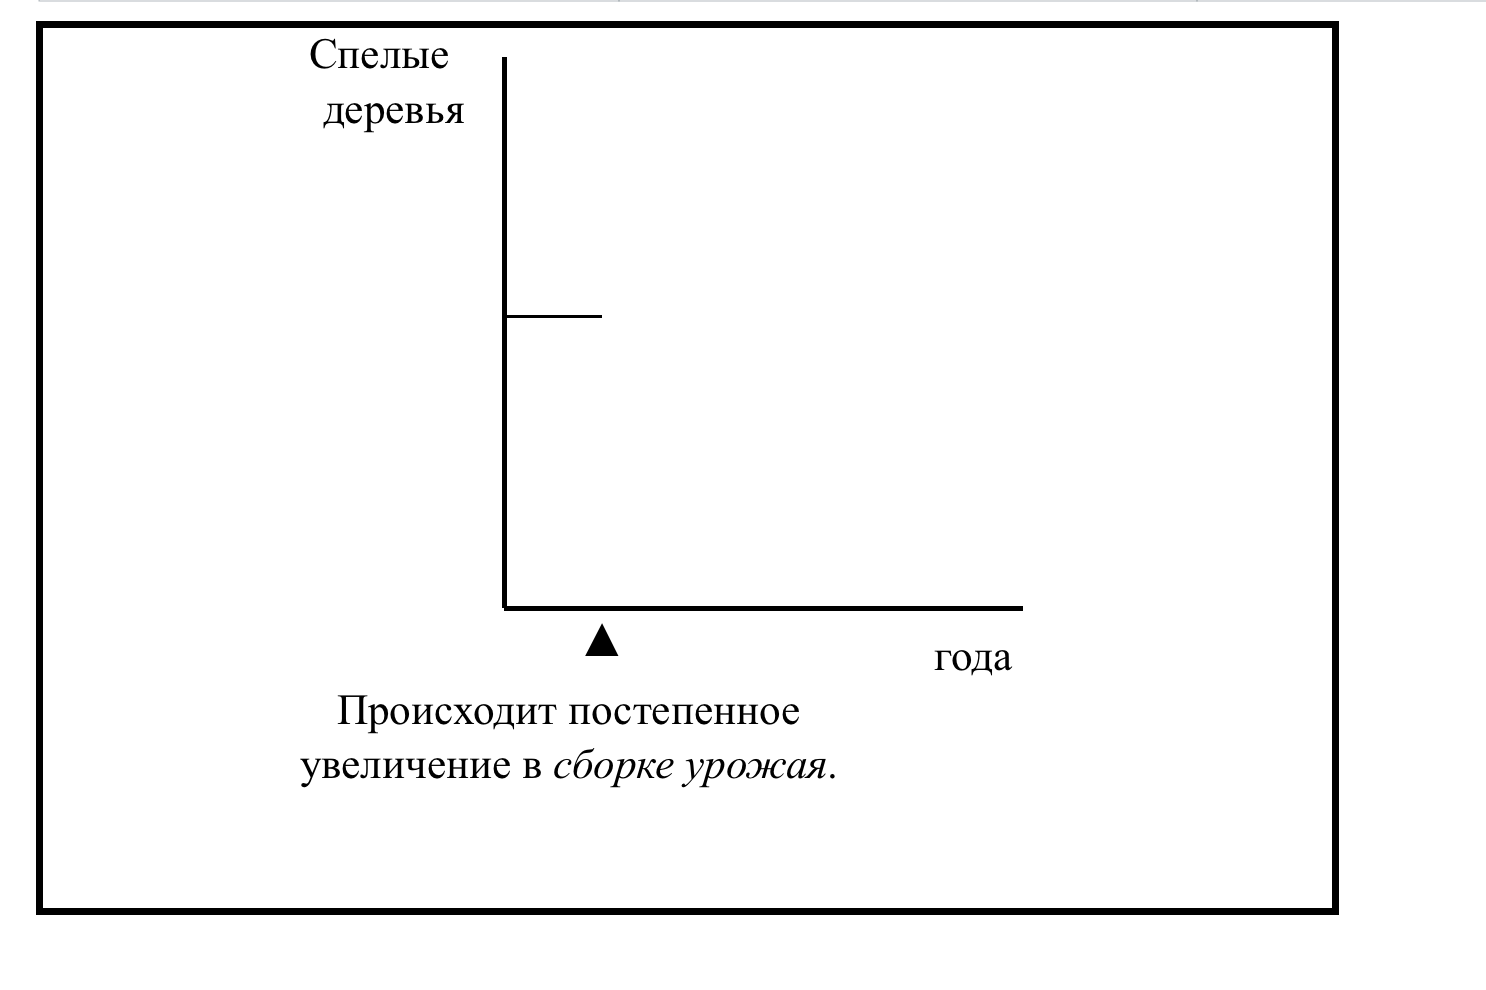 Спелые
деревья
года
Происходит постепенное
увеличение в сборке урожая.